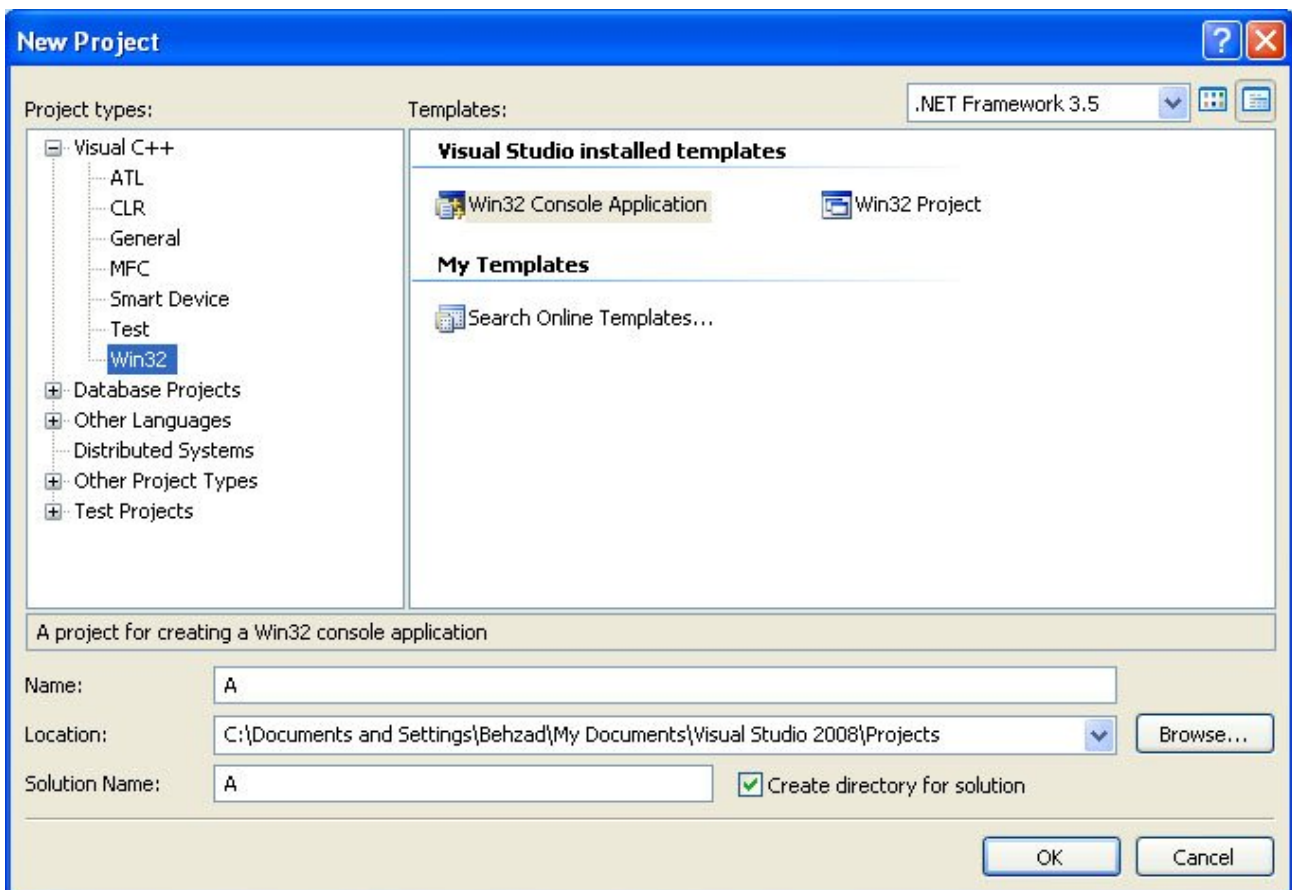 New Project
Project types:
Templates:
.NET Framework 3.5
Visual C++
ATL
CLR
General
MFC
Smart Device
Test
Win32
Database Projects
Other Languages
Distributed Systems
Other Project Types
Test Projects
Visual Studio installed templates
Win32 Console Application
Win32 Project
My Templates
Search Online Templates...
A project for creating a Win32 console application
Name:
A
Location:
C:\Documents and Settings\Behzad\My Documents\Visual Studio 2008\Projects
Browse...
Solution Name:
A
Create directory for solution
OK
Cancel